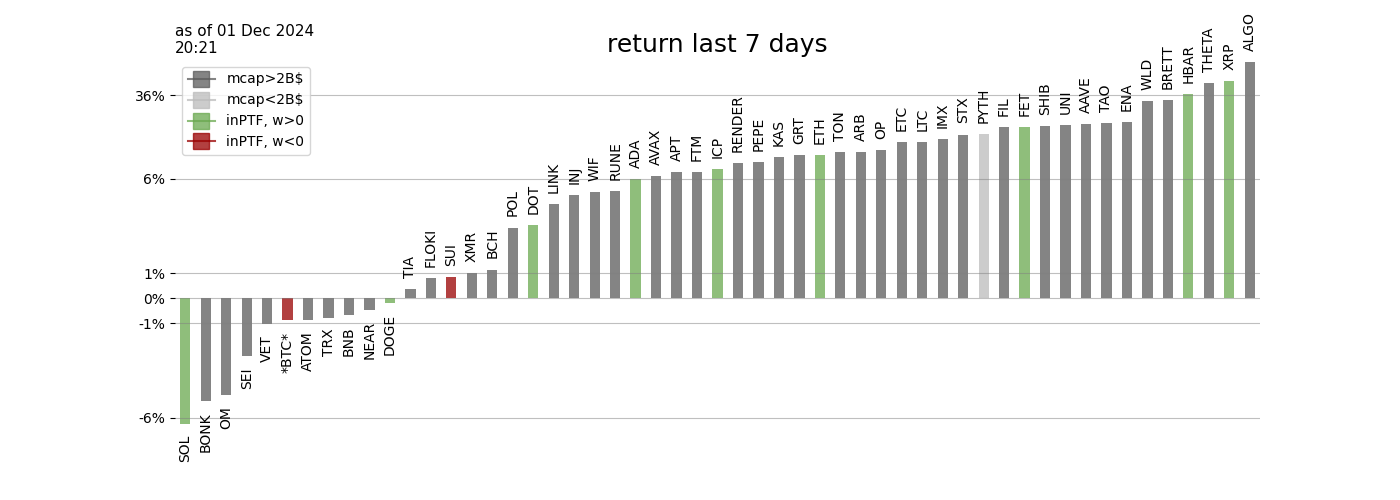 as of 01 Dec 2024
20:21
return last 7 days
mcap>2B$
mcap<2B$
inPTF, w>0
inPTF, w<0
36%
6%
1%
0%
-1%
-6%
SOL
BONK
OM
SEI
VET
*BTC*
ATOM
TRX
BNB
NEAR
DOGE
TIA
FLOKI
SUI
XMR
BCH
POL
DOT
LINK
INJ
WIF
RUNE
ADA
AVAX
APT
FTM
ICP
RENDER
PEPE
KAS
GRT
ETH
TON
ARB
OP
ETC
LTC
IMX
STX
PYTH
FIL
FET
SHIB
UNI
AAVE
TAO
ENA
WLD
BRETT
HBAR
THETA
XRP
ALGO